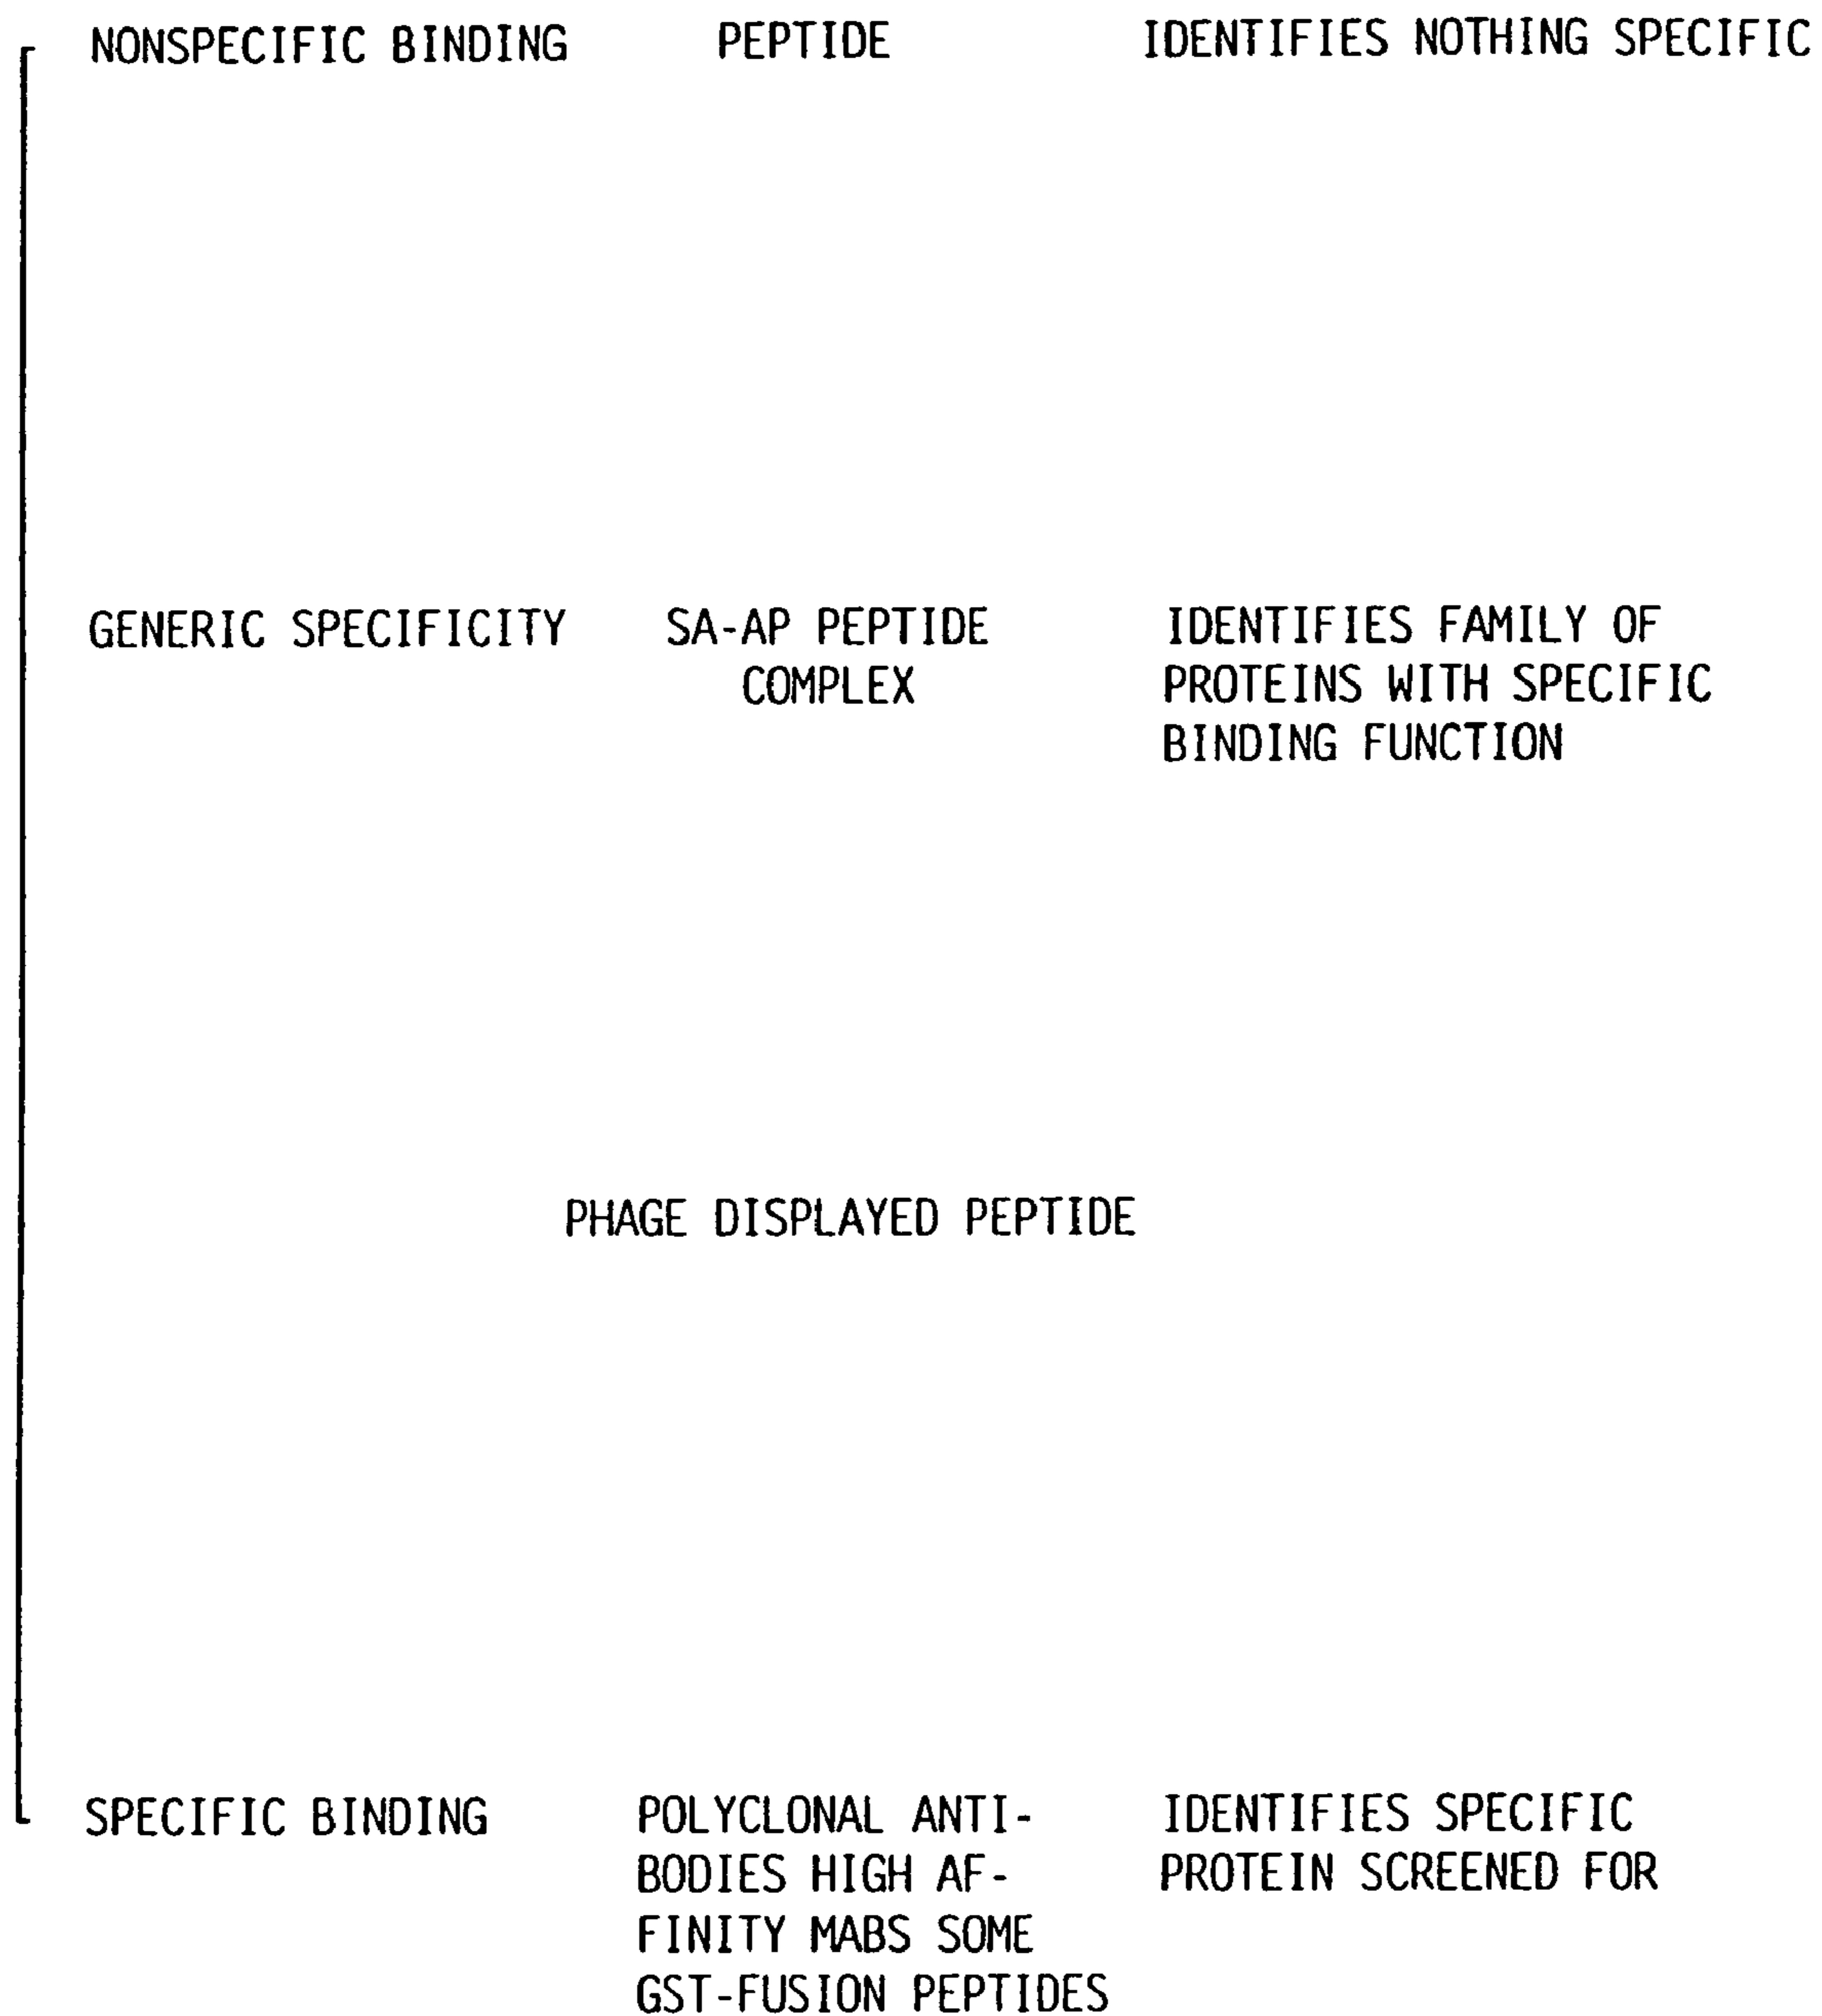 NONSPECIFIC BINDING PEPTIDE IDENTIFIES NOTHING SPECIFIC
GENERIC SPECIFICITY SA-AP PEPTIDE IDENTIFIES FAMILY OF
COMPLEX PROTEINS WITH SPECIFIC
BINDING FUNCTION
PHAGE DISPLAYED PEPTIDE
SPECIFIC BINDING POLYCLONAL ANTI- IDENTIFIES SPECIFIC
BODIES HIGH AF- PROTEIN SCREENED FOR
FINITY MABS SOME
GST-FUSION PEPTIDES